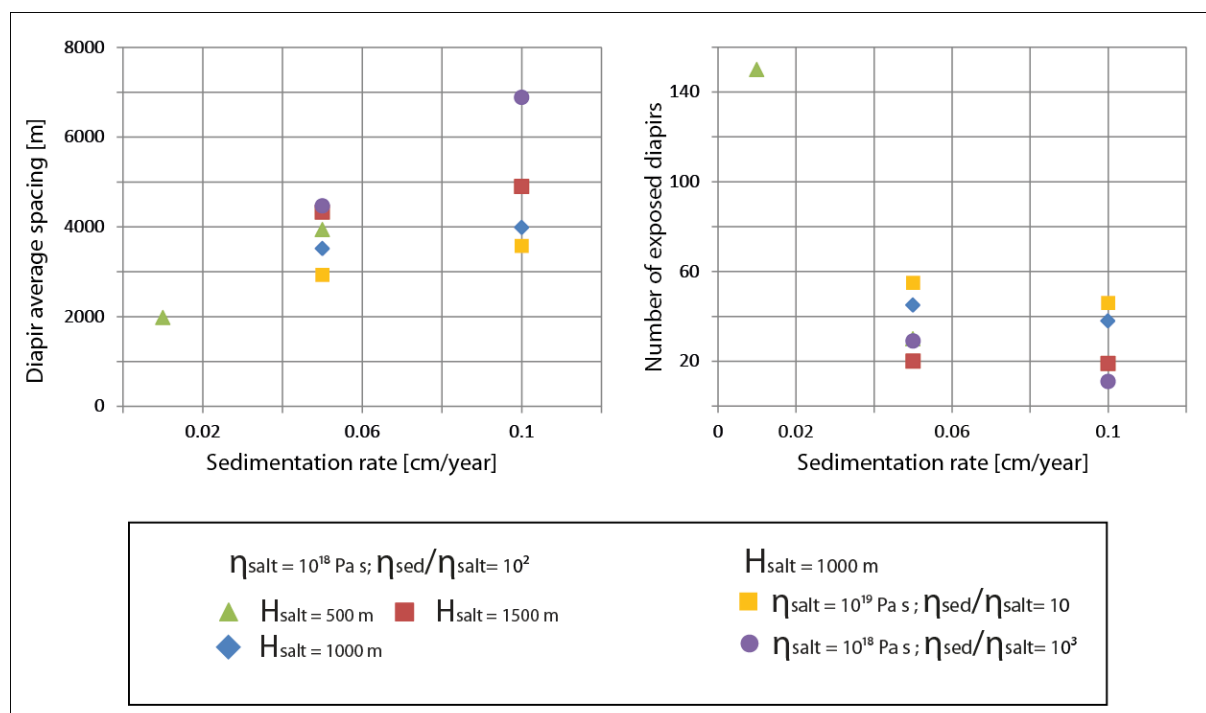 8000
6000
4000
2000
0
Diapir average spacing [m]
0.02 0.06 0.1
Sedimentation rate [cm/year]
140
100
60
20
Number of exposed diapirs
0 0.02 0.06 0.1
Sedimentation rate [cm/year]
ηsalt = 10¹⁸ Pa s; ηsed/ηsalt= 10²
Hsalt = 500 m Hsalt = 1500 m
Hsalt = 1000 m
Hsalt = 1000 m
ηsalt = 10¹⁹ Pa s ; ηsed/ηsalt= 10
ηsalt = 10¹⁸ Pa s ; ηsed/ηsalt= 10³